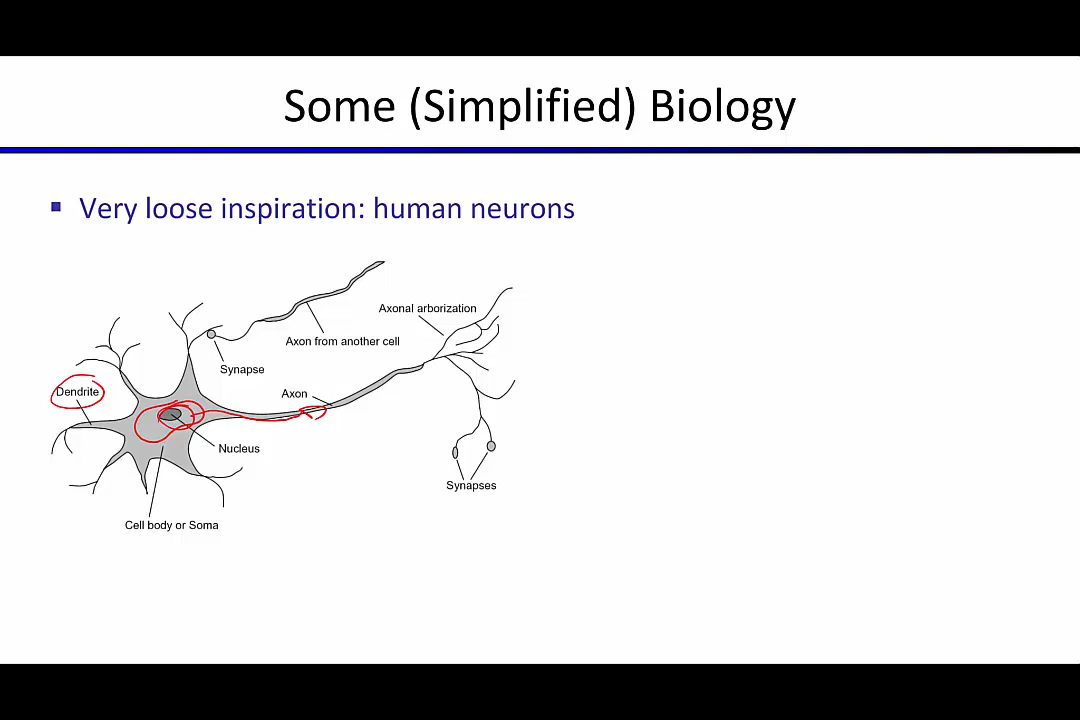 Some (Simplified) Biology
Very loose inspiration: human neurons
Axonal arborization
Axon from another cell
Synapse
Dendrite
Axon
Nucleus
Synapses
Cell body or Soma